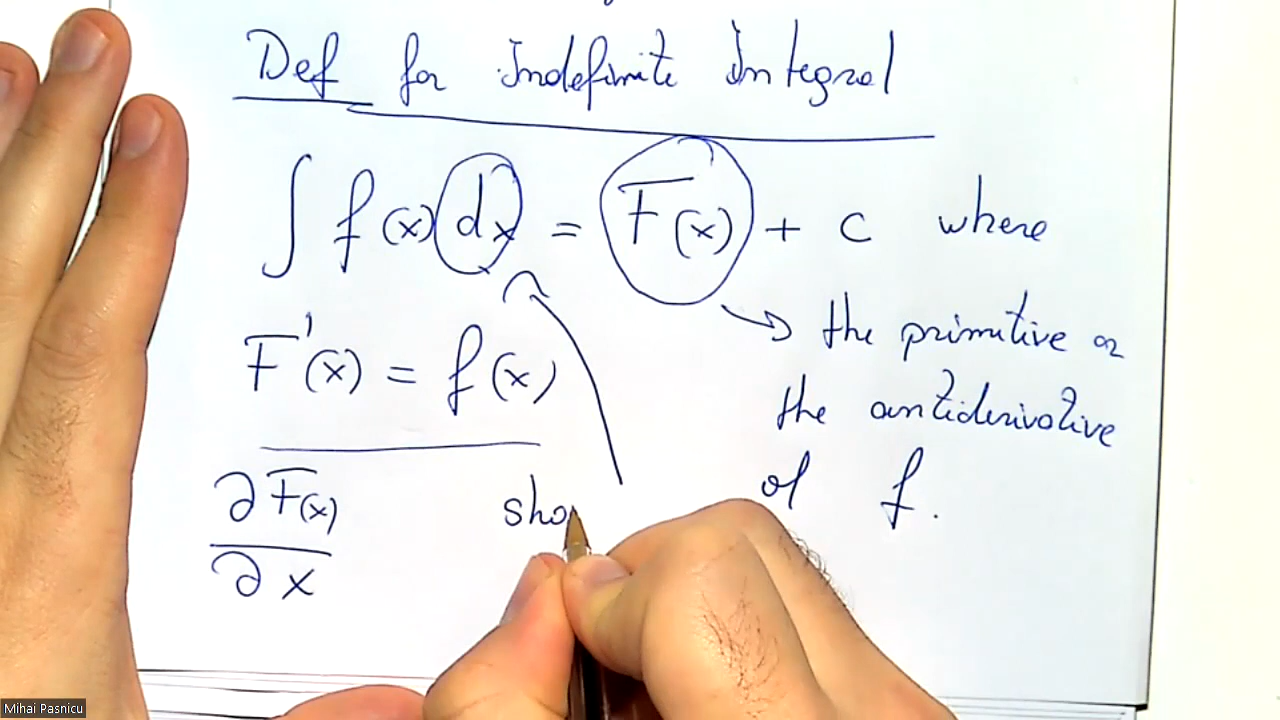 Def for Indefinite Integral
∫ f(x) dx = F(x) + c where
→ the primitive or
F'(x) = f(x)
the antiderivative
of f.
∂F(x)
∂x
sho
Mihai Pasnicu